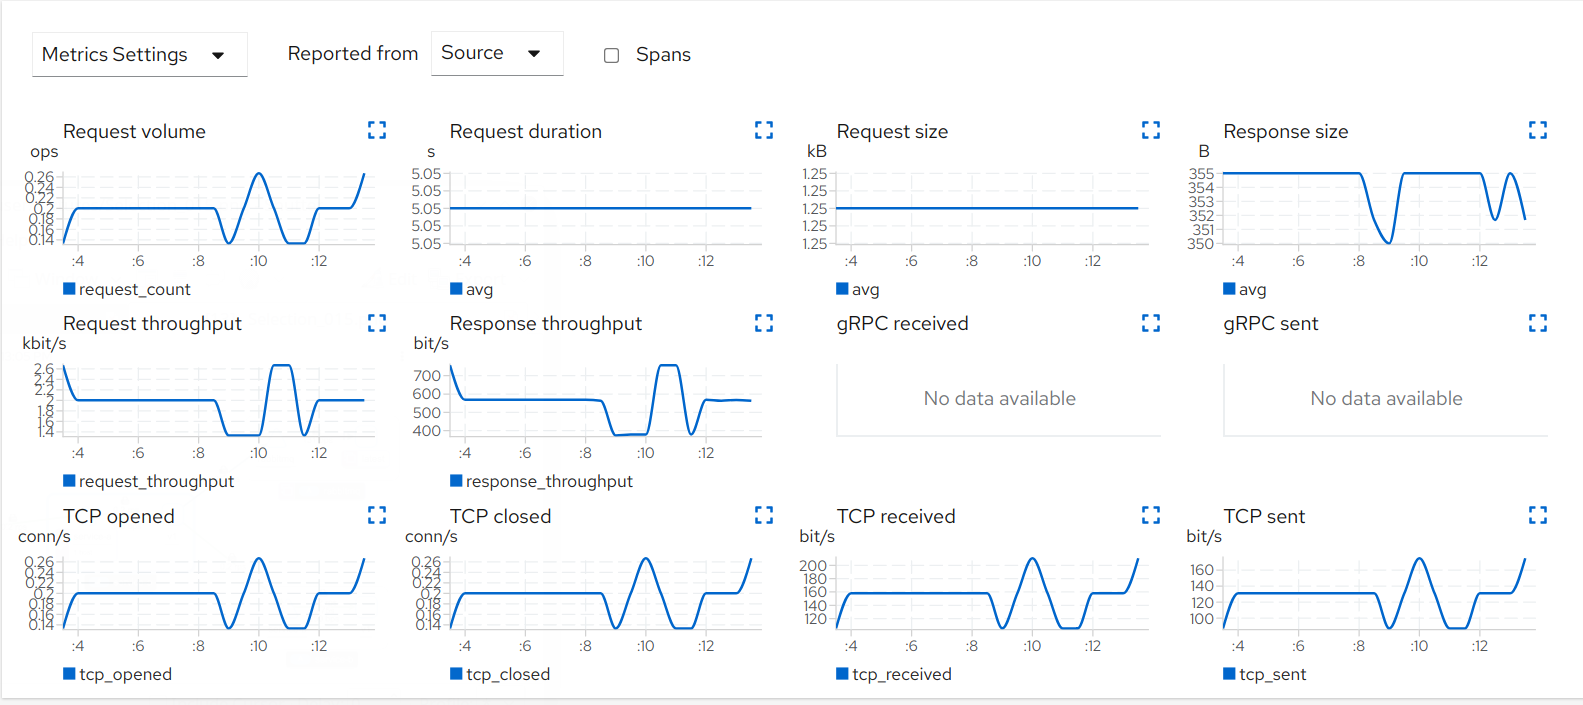 Metrics Settings Reported from Source Spans
Request volume
ops
0.26
0.24
0.22
0.2
0.18
0.16
0.14
:4 :6 :8 :10 :12
request_count
Request duration
s
5.05
5.05
5.05
5.05
5.05
:4 :6 :8 :10 :12
avg
Request size
kB
1.25
1.25
1.25
1.25
1.25
:4 :6 :8 :10 :12
avg
Response size
B
355
354
353
352
351
350
:4 :6 :8 :10 :12
avg
Request throughput
kbit/s
2.6
2.4
2.2
2
1.8
1.6
1.4
:4 :6 :8 :10 :12
request_throughput
Response throughput
bit/s
700
600
500
400
:4 :6 :8 :10 :12
response_throughput
gRPC received
No data available
gRPC sent
No data available
TCP opened
conn/s
0.26
0.24
0.22
0.2
0.18
0.16
0.14
:4 :6 :8 :10 :12
tcp_opened
TCP closed
conn/s
0.26
0.24
0.22
0.2
0.18
0.16
0.14
:4 :6 :8 :10 :12
tcp_closed
TCP received
bit/s
200
180
160
140
120
:4 :6 :8 :10 :12
tcp_received
TCP sent
bit/s
160
140
120
100
:4 :6 :8 :10 :12
tcp_sent